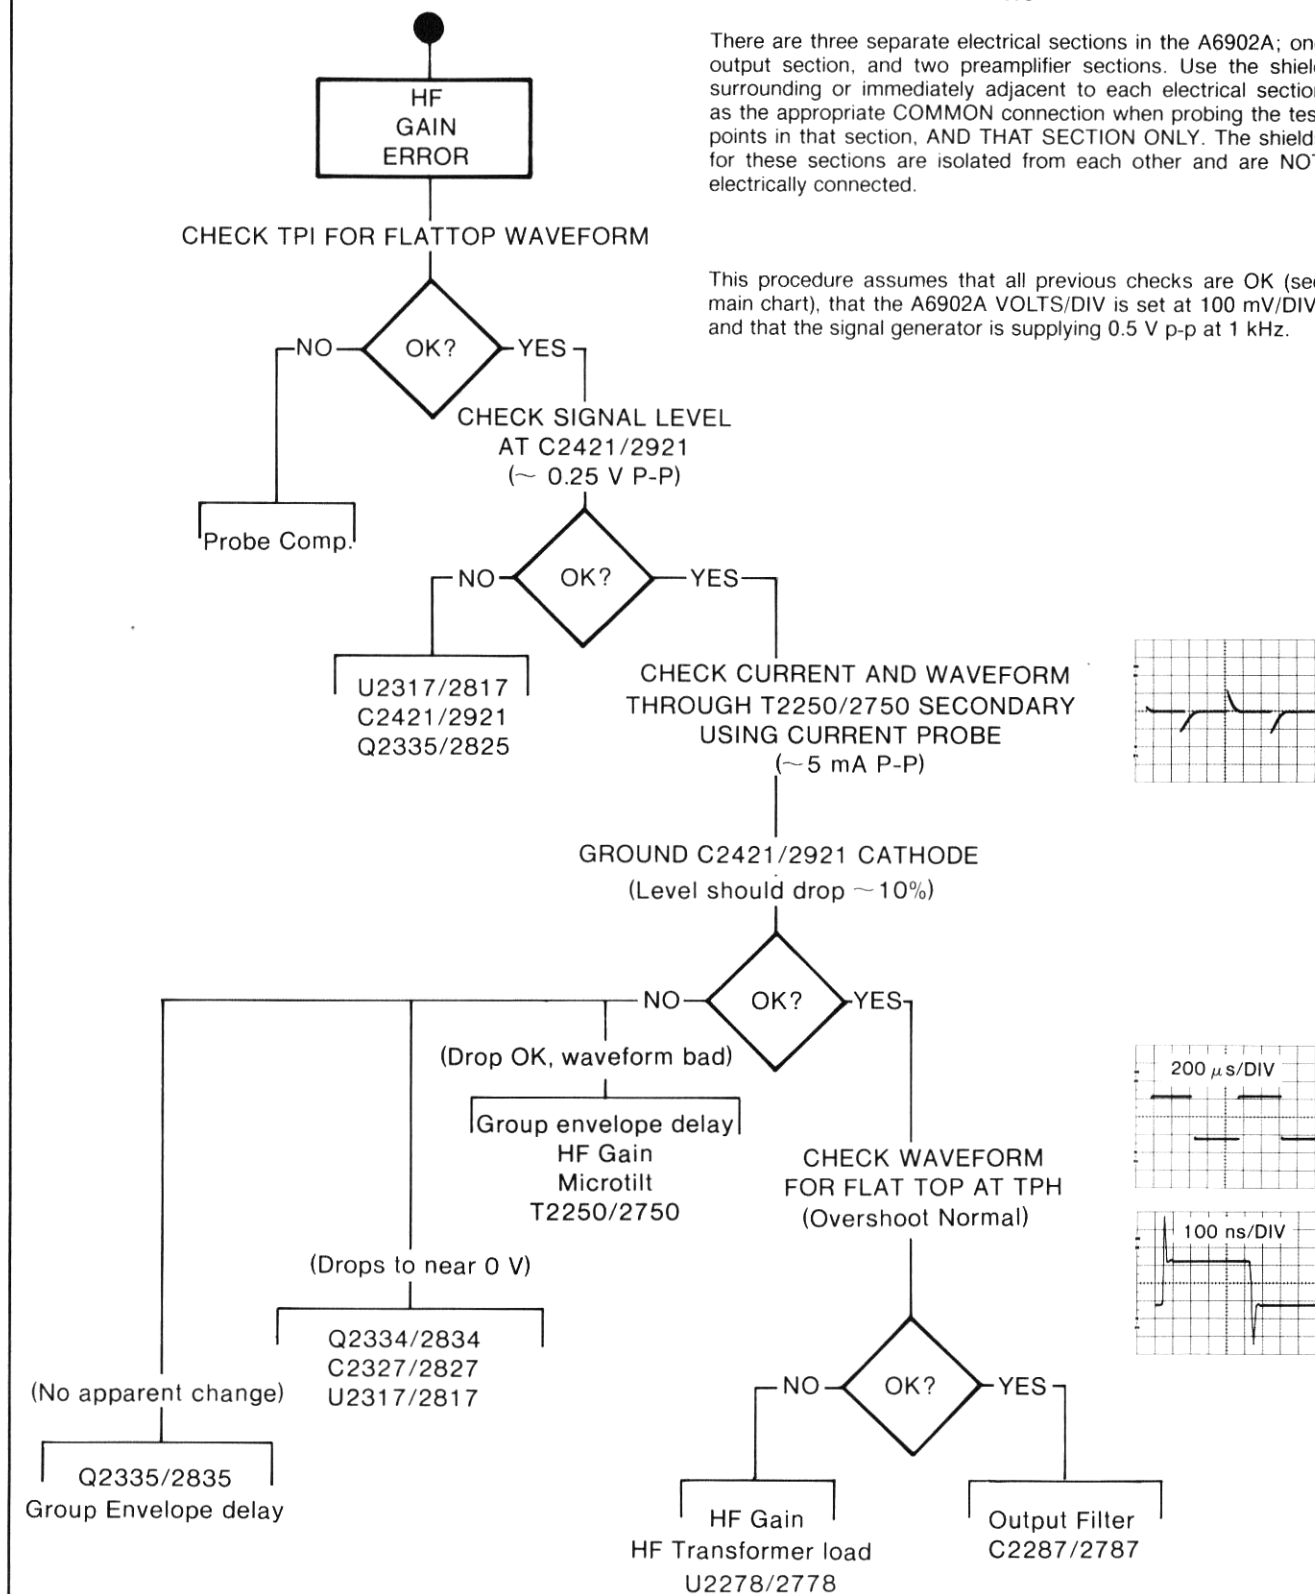 HF
GAIN
ERROR
There are three separate electrical sections in the A6902A; one
output section, and two preamplifier sections. Use the shield
surrounding or immediately adjacent to each electrical section
as the appropriate COMMON connection when probing the test
points in that section, AND THAT SECTION ONLY. The shield
for these sections are isolated from each other and are NOT
electrically connected.
CHECK TPI FOR FLATTOP WAVEFORM
This procedure assumes that all previous checks are OK (see
main chart), that the A6902A VOLTS/DIV is set at 100 mV/DIV
and that the signal generator is supplying 0.5 V p-p at 1 kHz.
NO
OK?
YES
CHECK SIGNAL LEVEL
AT C2421/2921
(~ 0.25 V P-P)
Probe Comp.
NO
OK?
YES
U2317/2817
C2421/2921
Q2335/2825
CHECK CURRENT AND WAVEFORM
THROUGH T2250/2750 SECONDARY
USING CURRENT PROBE
(~5 mA P-P)
GROUND C2421/2921 CATHODE
(Level should drop ~10%)
NO
OK?
YES
(Drop OK, waveform bad)
Group envelope delay
HF Gain
Microtilt
T2250/2750
200 μs/DIV
CHECK WAVEFORM
FOR FLAT TOP AT TPH
(Overshoot Normal)
100 ns/DIV
(Drops to near 0 V)
Q2334/2834
C2327/2827
U2317/2817
(No apparent change)
Q2335/2835
Group Envelope delay
NO
OK?
YES
HF Gain
HF Transformer load
U2278/2778
Output Filter
C2287/2787